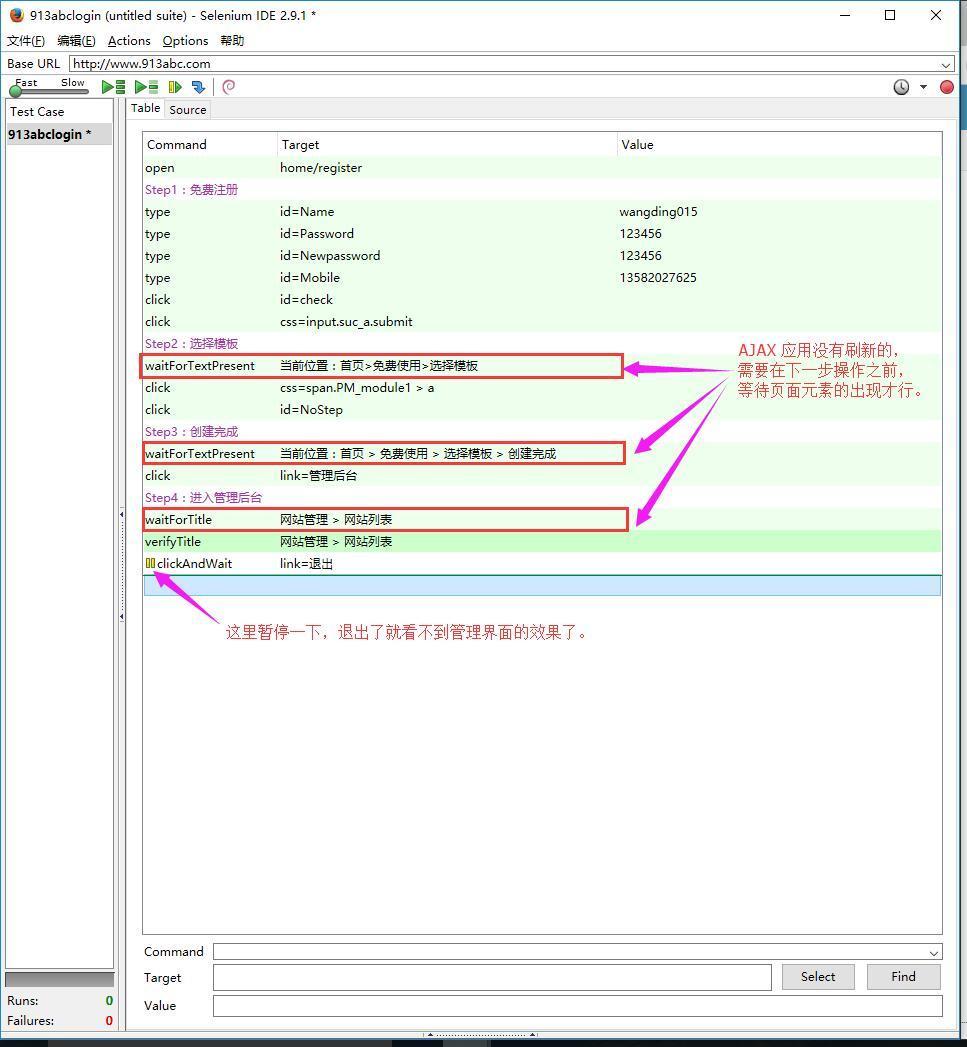 913abclogin (untitled suite) - Selenium IDE 2.9.1 *
文件(F) 编辑(E) Actions Options 帮助
Base URL http://www.913abc.com
Fast Slow
Test Case
913abclogin *
Table Source
Command Target Value
open home/register
Step1：免费注册
type id=Name wangding015
type id=Password 123456
type id=Newpassword 123456
type id=Mobile 13582027625
click id=check
click css=input.suc_a.submit
Step2：选择模板
waitForTextPresent 当前位置：首页>免费使用>选择模板
click css=span.PM_module1 > a
click id=NoStep
Step3：创建完成
waitForTextPresent 当前位置：首页 > 免费使用 > 选择模板 > 创建完成
click link=管理后台
Step4：进入管理后台
waitForTitle 网站管理 > 网站列表
verifyTitle 网站管理 > 网站列表
clickAndWait link=退出
AJAX 应用没有刷新的，
需要在下一步操作之前，
等待页面元素的出现才行。
这里暂停一下，退出了就看不到管理界面的效果了。
Command
Target Select Find
Value
Runs: 0
Failures: 0